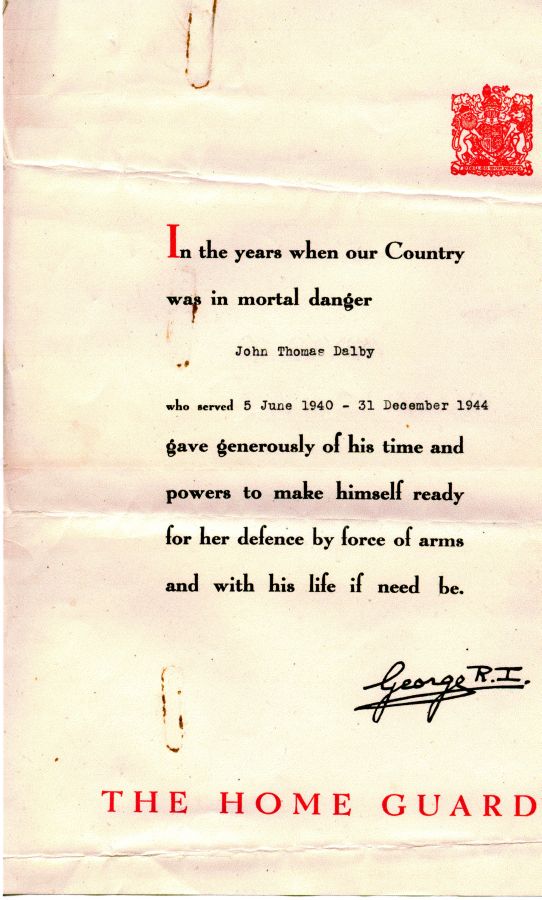 In the years when our Country
was in mortal danger
John Thomas Dalby
who served 5 June 1940 - 31 December 1944
gave generously of his time and
powers to make himself ready
for her defence by force of arms
and with his life if need be.
George R.I.
THE HOME GUARD